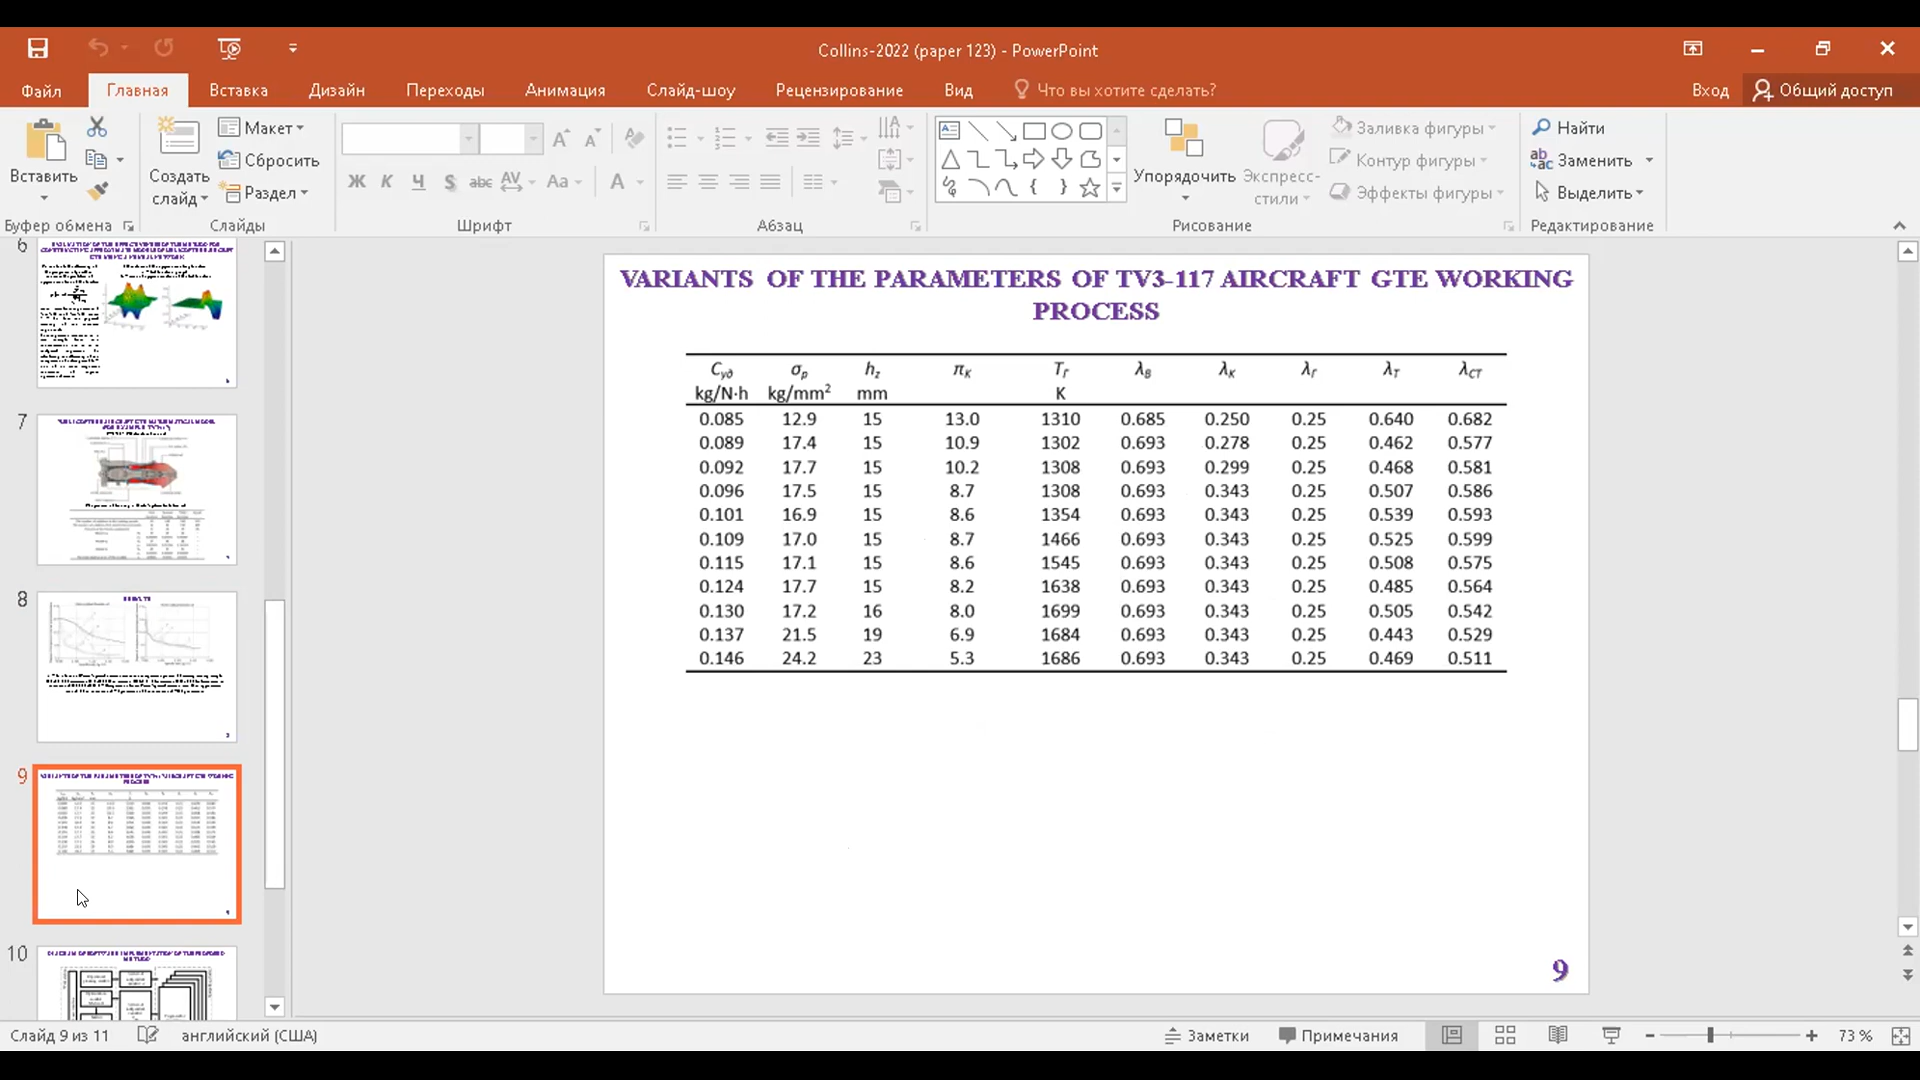 Collins-2022 (paper 123) - PowerPoint
Файл Главная Вставка Дизайн Переходы Анимация Слайд-шоу Рецензирование Вид Что вы хотите сделать? Вход Общий доступ
Вставить
Буфер обмена
Создать слайд
Макет
Сбросить
Раздел
Слайды
Ж К Ч S abc AV Aa A
Шрифт
Абзац
Упорядочить
Экспресс-стили
Заливка фигуры
Контур фигуры
Эффекты фигуры
Рисование
Найти
Заменить
Выделить
Редактирование
6
7
8
9
10
VARIANTS OF THE PARAMETERS OF TV3-117 AIRCRAFT GTE WORKING
PROCESS
Cуд σp hz πК TГ λВ λК λГ λТ λСТ
kg/N·h kg/mm² mm K
0.085 12.9 15 13.0 1310 0.685 0.250 0.25 0.640 0.682
0.089 17.4 15 10.9 1302 0.693 0.278 0.25 0.462 0.577
0.092 17.7 15 10.2 1308 0.693 0.299 0.25 0.468 0.581
0.096 17.5 15 8.7 1308 0.693 0.343 0.25 0.507 0.586
0.101 16.9 15 8.6 1354 0.693 0.343 0.25 0.539 0.593
0.109 17.0 15 8.7 1466 0.693 0.343 0.25 0.525 0.599
0.115 17.1 15 8.6 1545 0.693 0.343 0.25 0.508 0.575
0.124 17.7 15 8.2 1638 0.693 0.343 0.25 0.485 0.564
0.130 17.2 16 8.0 1699 0.693 0.343 0.25 0.505 0.542
0.137 21.5 19 6.9 1684 0.693 0.343 0.25 0.443 0.529
0.146 24.2 23 5.3 1686 0.693 0.343 0.25 0.469 0.511
9
Слайд 9 из 11 английский (США) Заметки Примечания 73 %